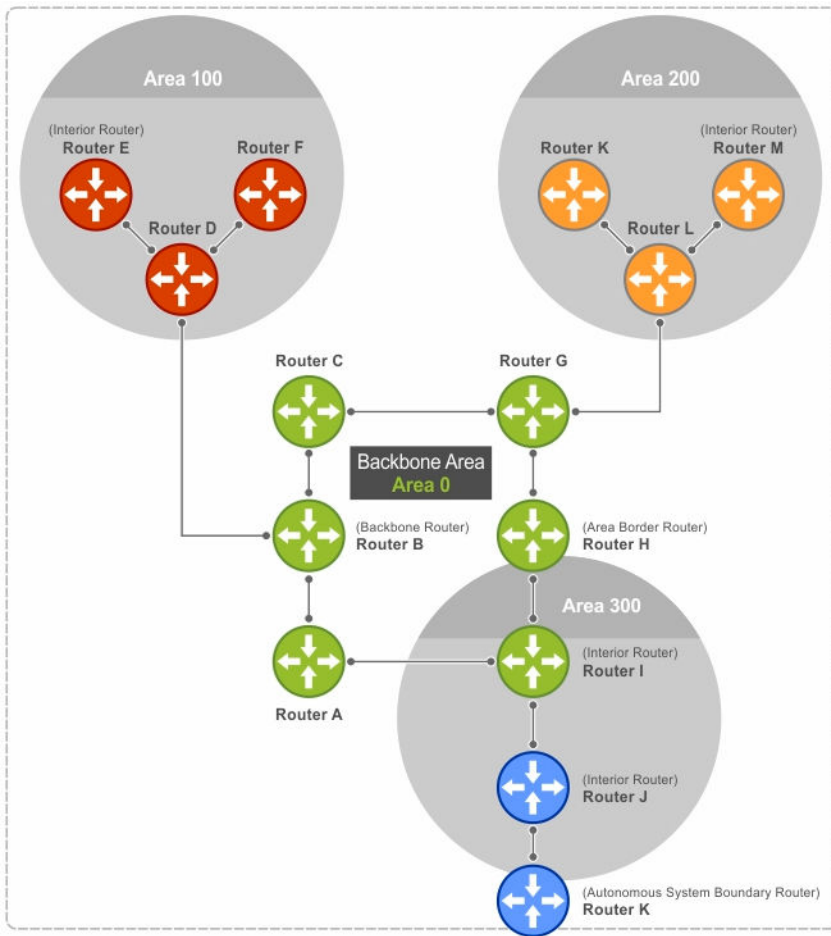 Area 100
Area 200
(Interior Router)
Router E
Router F
Router K
(Interior Router)
Router M
Router D
Router L
Router C
Router G
Backbone Area
Area 0
(Backbone Router)
Router B
(Area Border Router)
Router H
Area 300
(Interior Router)
Router I
Router A
(Interior Router)
Router J
(Autonomous System Boundary Router)
Router K